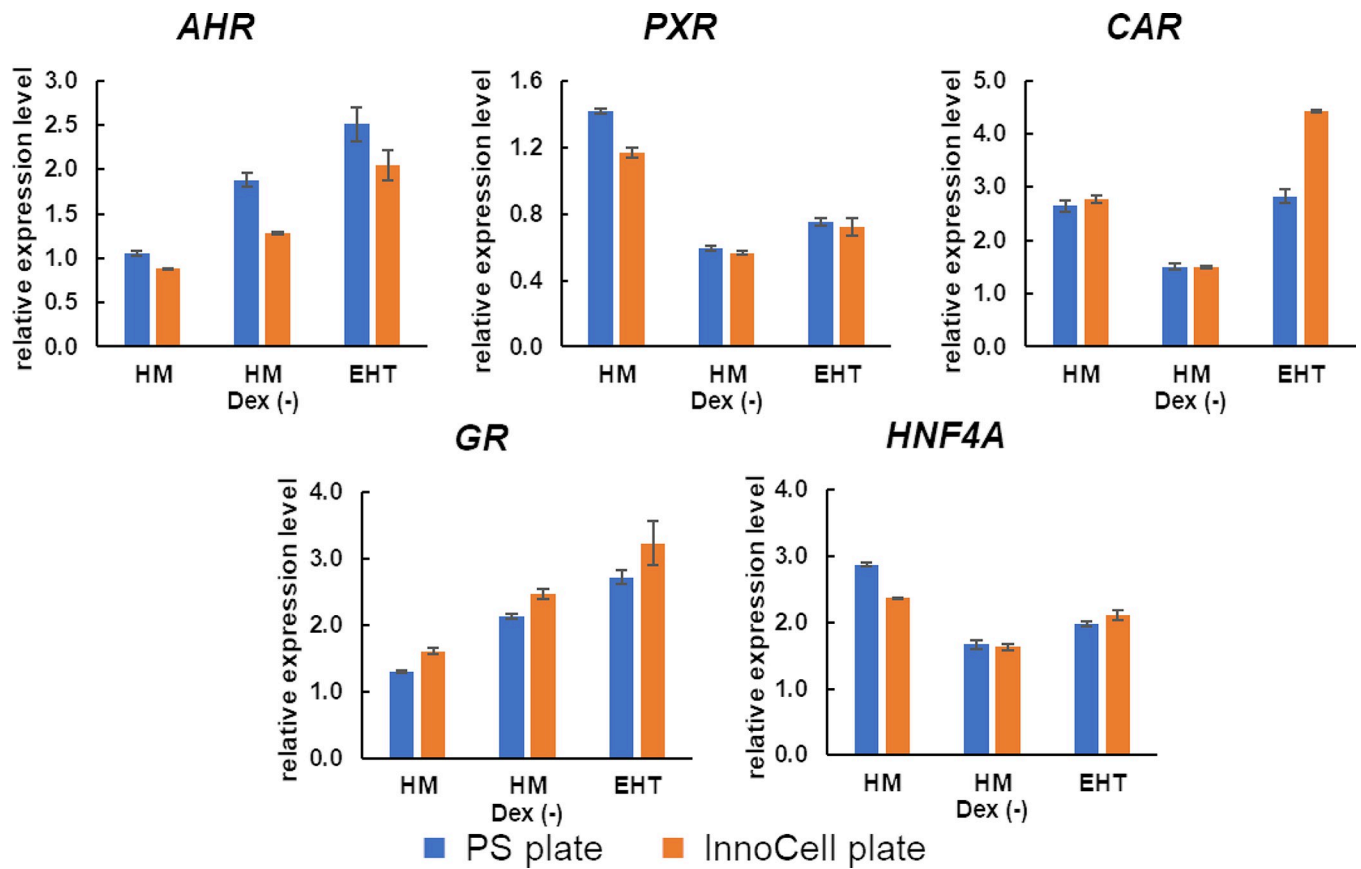 AHR
relative expression level
3.0
2.5
2.0
1.5
1.0
0.5
0.0
HM
HM
Dex (-)
EHT
PXR
relative expression level
1.6
1.2
0.8
0.4
0.0
HM
HM
Dex (-)
EHT
CAR
relative expression level
5.0
4.0
3.0
2.0
1.0
0.0
HM
HM
Dex (-)
EHT
GR
relative expression level
4.0
3.0
2.0
1.0
0.0
HM
HM
Dex (-)
EHT
HNF4A
relative expression level
4.0
3.0
2.0
1.0
0.0
HM
HM
Dex (-)
EHT
PS plate
InnoCell plate